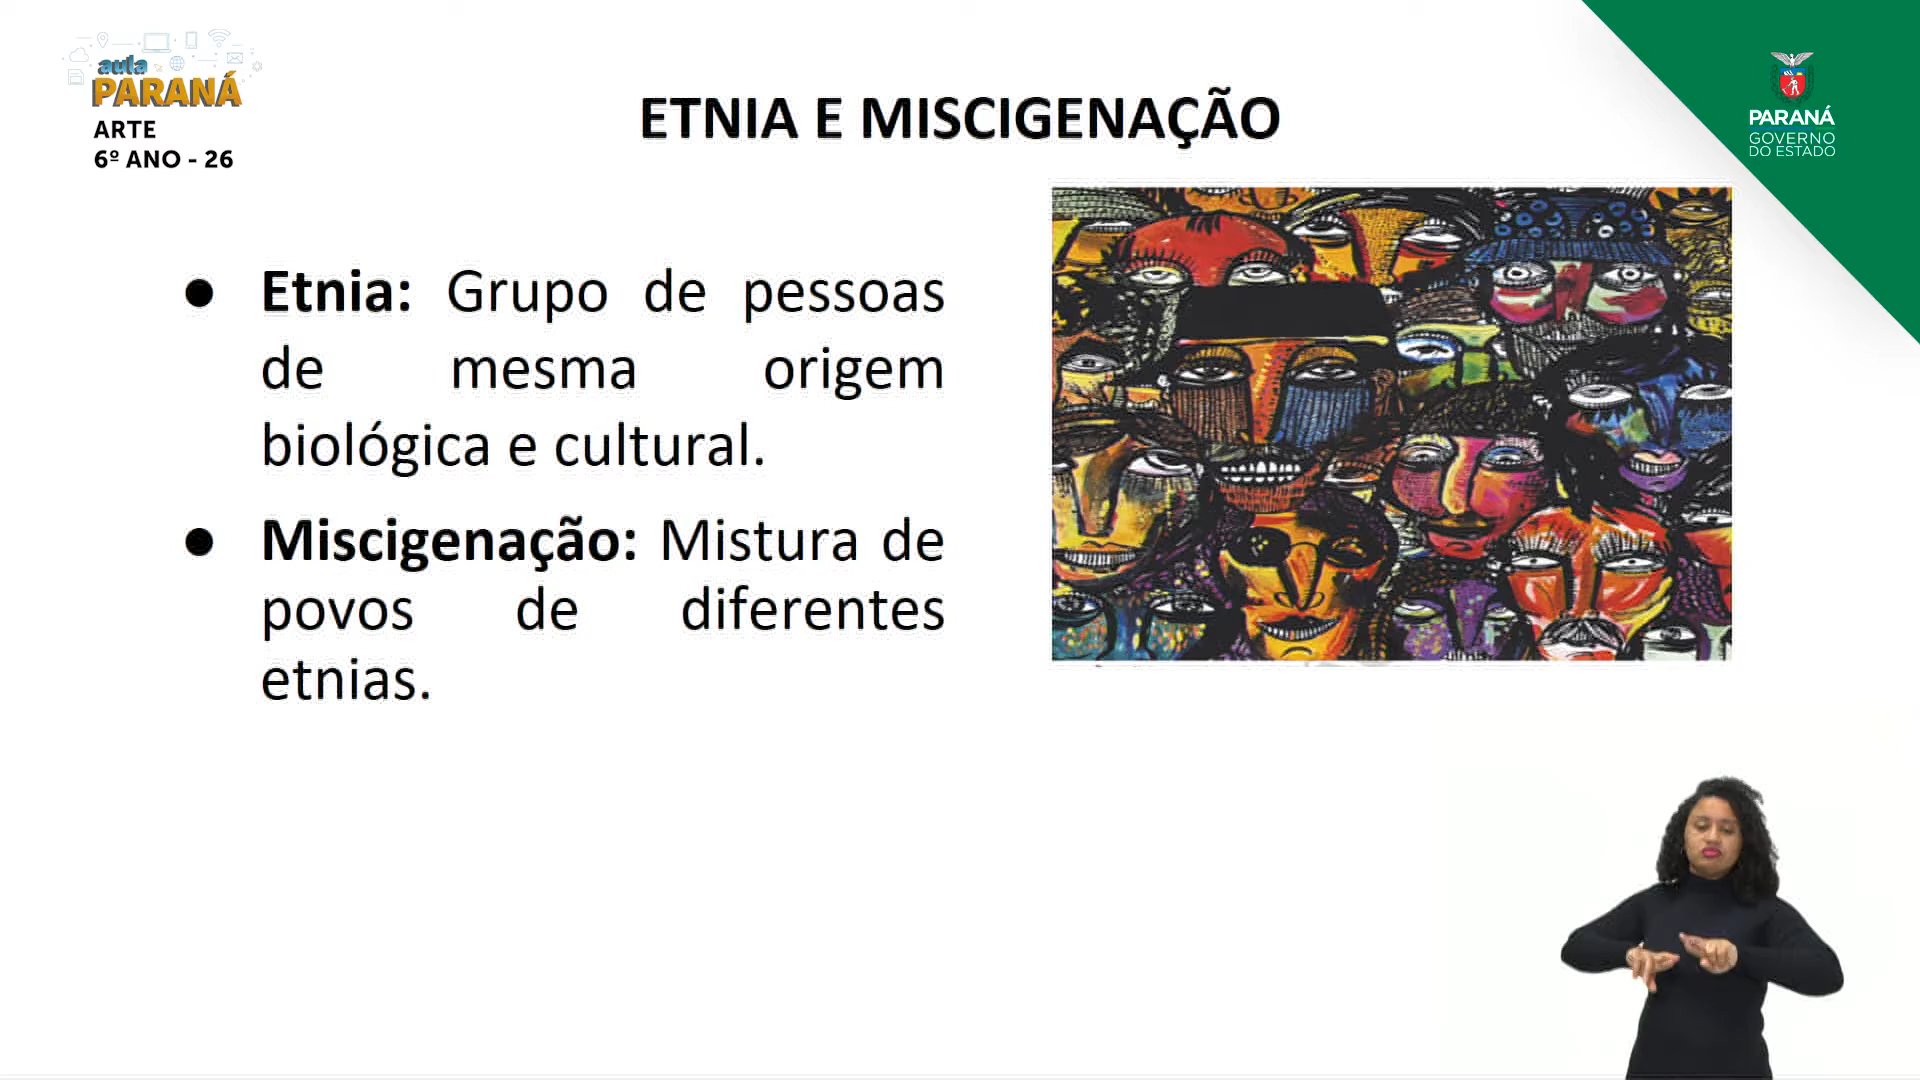 aula
PARANÁ
ARTE
6º ANO - 26
ETNIA E MISCIGENAÇÃO
PARANÁ
GOVERNO
DO ESTADO
● Etnia: Grupo de pessoas
de mesma origem
biológica e cultural.
● Miscigenação: Mistura de
povos de diferentes
etnias.